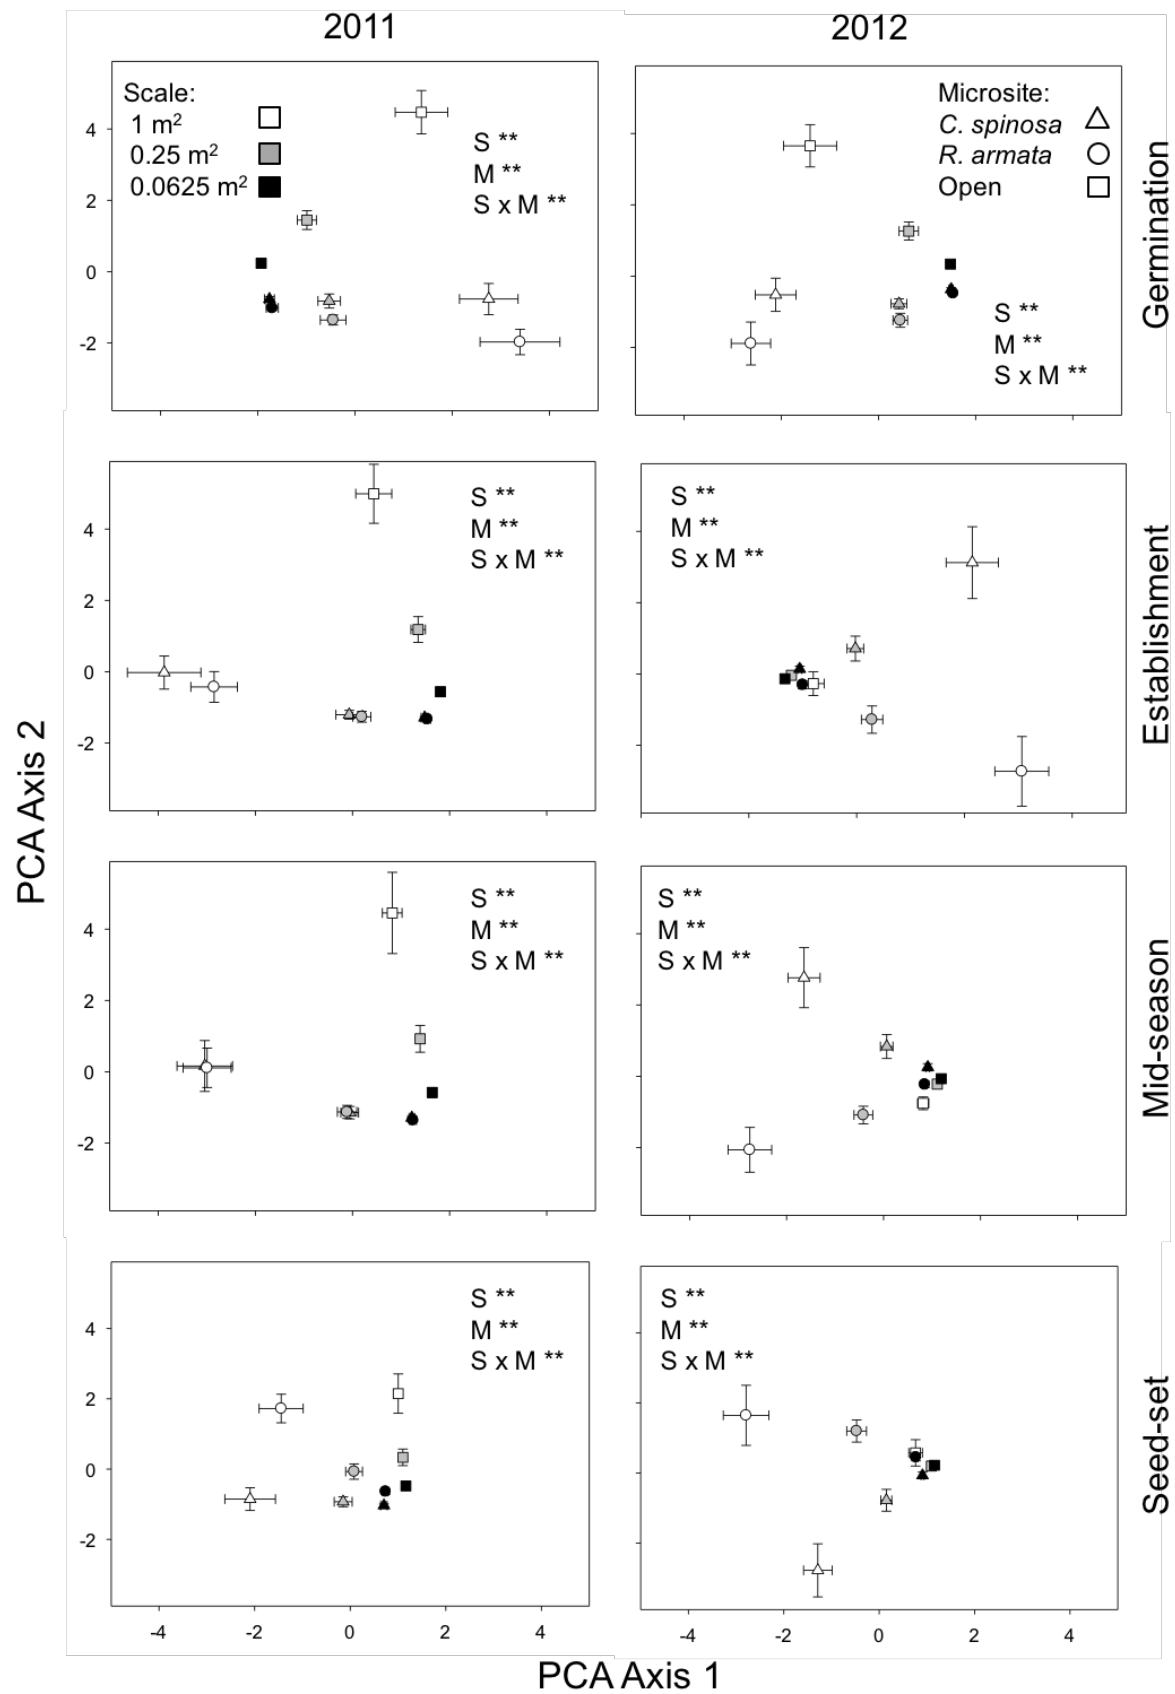 2011
2012
Scale:
1 m²
0.25 m²
0.0625 m²
S **
M **
S x M **
4
2
0
-2
Microsite:
C. spinosa
R. armata
Open
S **
M **
S x M **
Germination
S **
M **
S x M **
4
2
0
-2
S **
M **
S x M **
Establishment
PCA Axis 2
S **
M **
S x M **
4
2
0
-2
S **
M **
S x M **
Mid-season
S **
M **
S x M **
4
2
0
-2
S **
M **
S x M **
Seed-set
-4 -2 0 2 4
-4 -2 0 2 4
PCA Axis 1